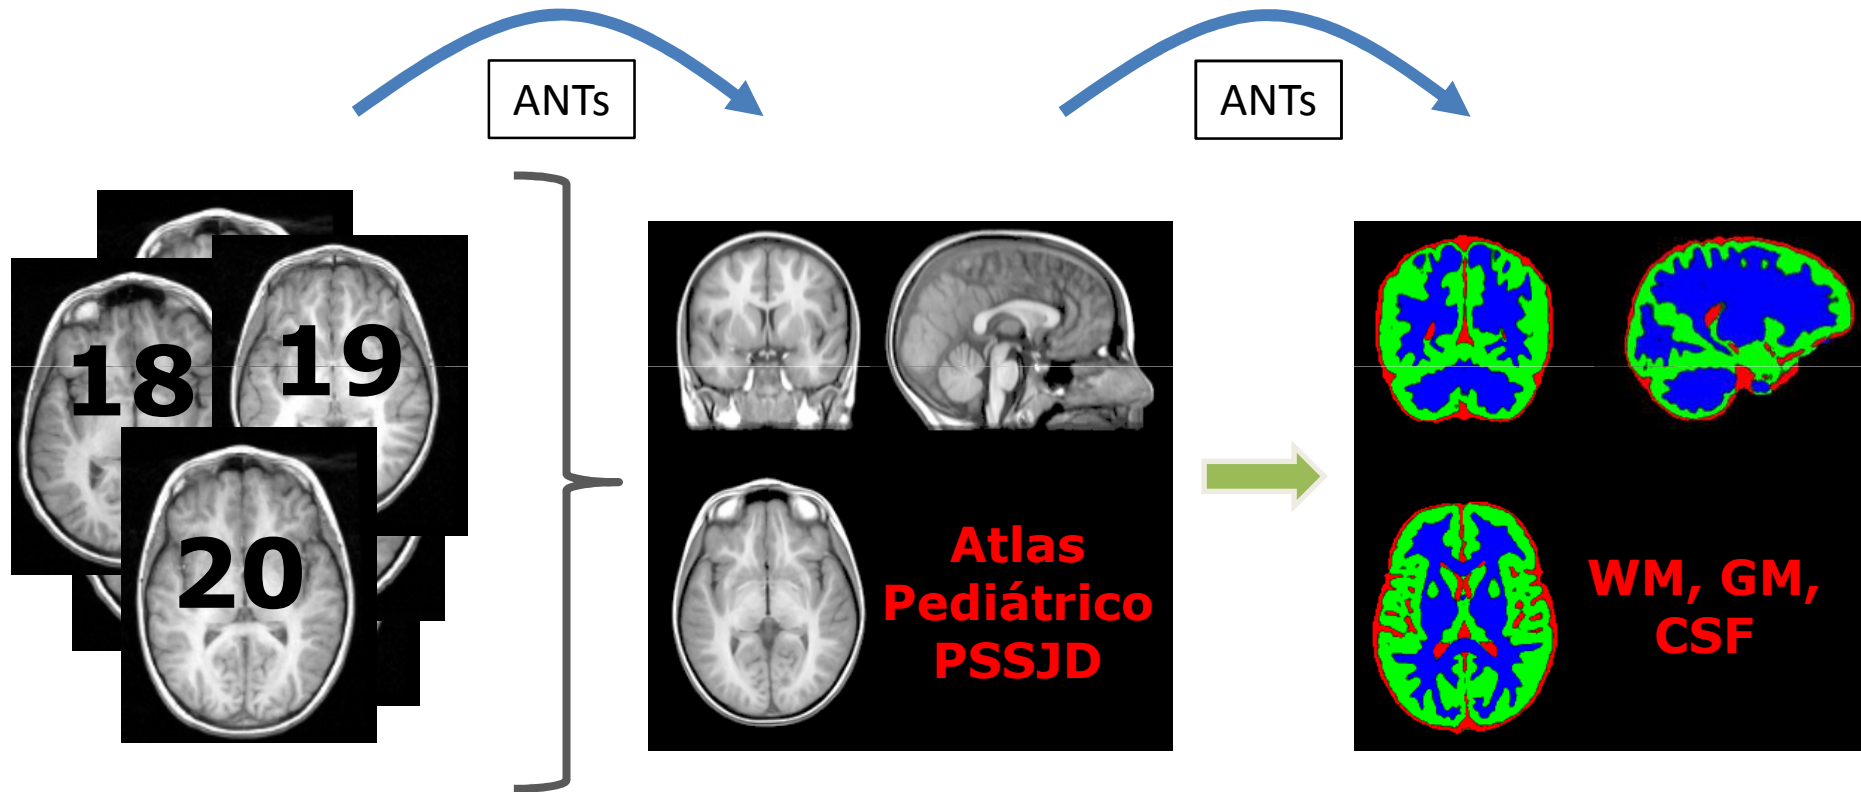 ANTs
ANTs
18
19
20
Atlas
Pediátrico
PSSJD
WM, GM,
CSF